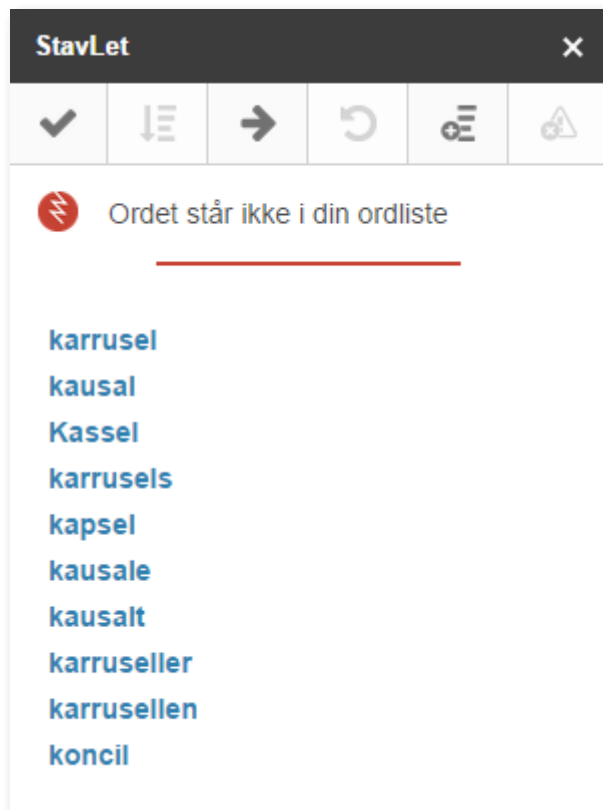 StavLet
Ordet står ikke i din ordliste
karrusel
kausal
Kassel
karrusels
kapsel
kausale
kausalt
karruseller
karrusellen
koncil